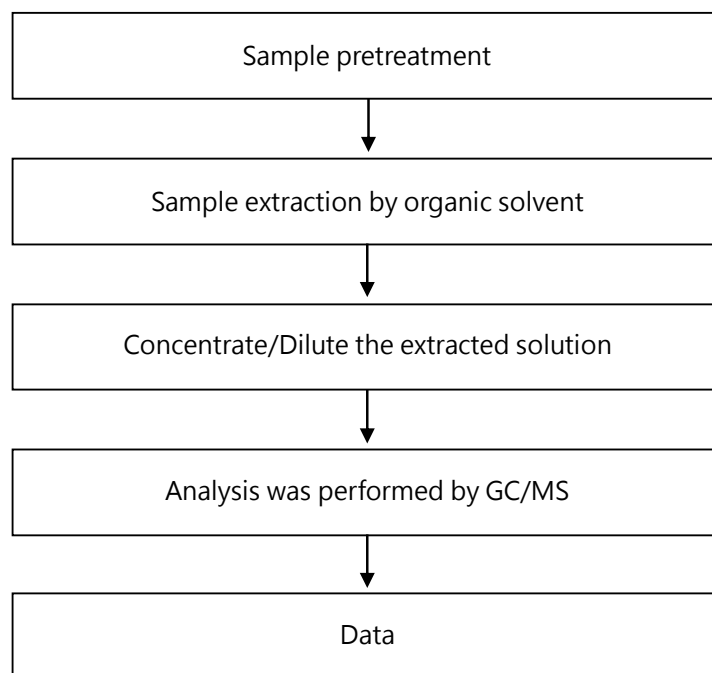 Sample pretreatment
Sample extraction by organic solvent
Concentrate/Dilute the extracted solution
Analysis was performed by GC/MS
Data